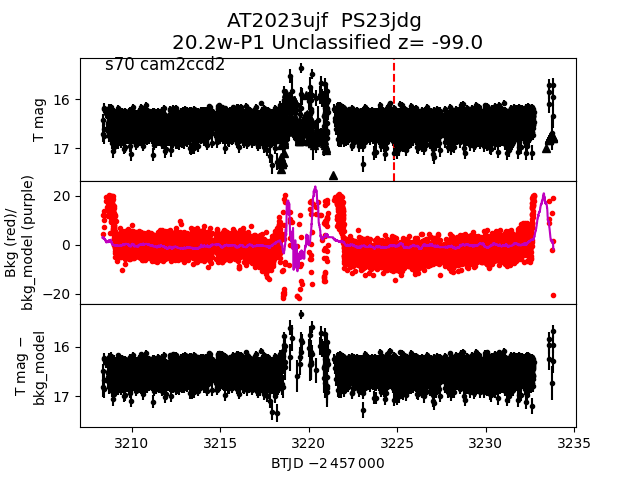 AT2023ujf  PS23jdg
20.2w-P1 Unclassified z= -99.0
s70 cam2ccd2
T mag
16
17
Bkg (red)/
bkg_model (purple)
20
0
−20
T mag −
bkg_model
16
17
3210 3215 3220 3225 3230 3235
BTJD −2 457 000